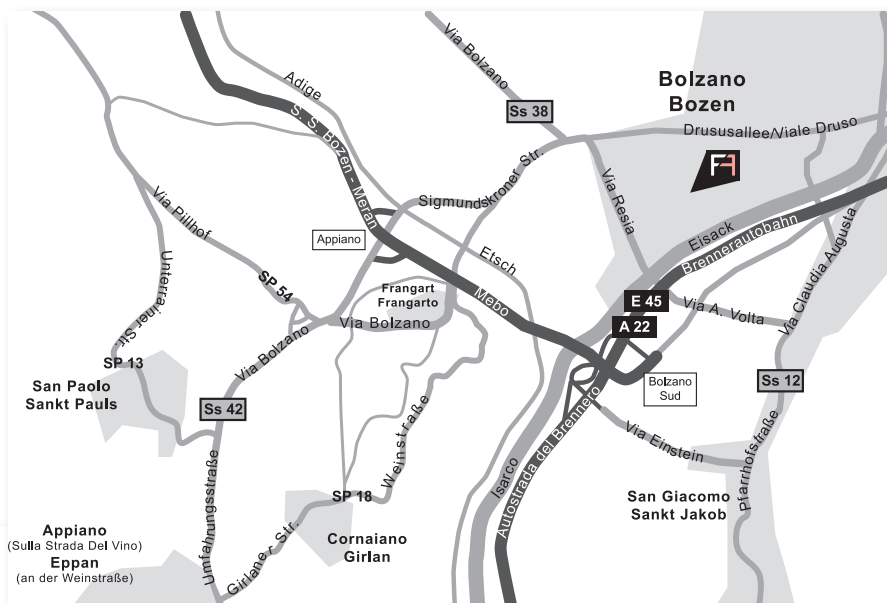 Via Bolzano
Bolzano
Bozen
Adige
Ss 38
S. S. Bozen - Meran
Drususallee/Viale Druso
FF
Sigmundskroner Str.
Via Resia
Via Pillhof
Appiano
Eisack
Brennerautobahn
Via Claudia Augusta
Etsch
Unterrainer Str.
SP 54
Frangart
Frangarto
Mebo
E 45
Via A. Volta
Via Bolzano
A 22
SP 13
Via Bolzano
San Paolo
Sankt Pauls
Ss 42
Bolzano
Sud
Ss 12
Weinstraße
Isarco
Autostrada del Brennero
Via Einstein
Umfahrungsstraße
SP 18
Pfarrhofstraße
San Giacomo
Sankt Jakob
Girlaner Str.
Cornaiano
Girlan
Appiano
(Sulla Strada Del Vino)
Eppan
(an der Weinstraße)